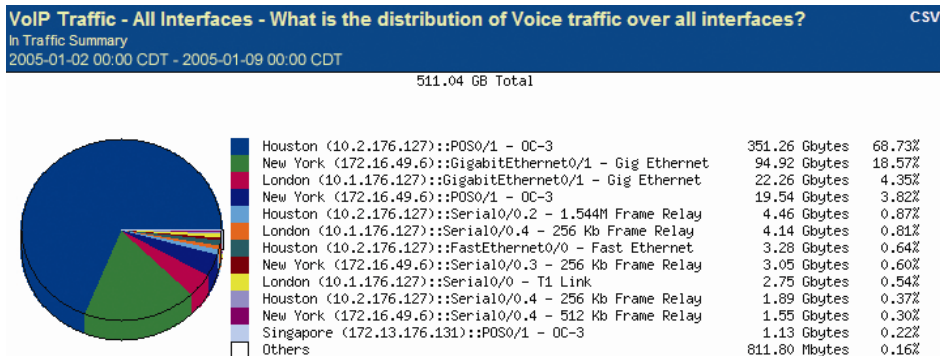 VoIP Traffic - All Interfaces - What is the distribution of Voice traffic over all interfaces? CSV
In Traffic Summary
2005-01-02 00:00 CDT - 2005-01-09 00:00 CDT
511.04 GB Total
Houston (10.2.176.127)::POS0/1 - OC-3 351.26 Gbytes 68.73%
New York (172.16.49.6)::GigabitEthernet0/1 - Gig Ethernet 94.92 Gbytes 18.57%
London (10.1.176.127)::GigabitEthernet0/1 - Gig Ethernet 22.26 Gbytes 4.35%
New York (172.16.49.6)::POS0/1 - OC-3 19.54 Gbytes 3.82%
Houston (10.2.176.127)::Serial0/0.2 - 1.544M Frame Relay 4.46 Gbytes 0.87%
London (10.1.176.127)::Serial0/0.4 - 256 Kb Frame Relay 4.14 Gbytes 0.81%
Houston (10.2.176.127)::FastEthernet0/0 - Fast Ethernet 3.28 Gbytes 0.64%
New York (172.16.49.6)::Serial0/0.3 - 256 Kb Frame Relay 3.05 Gbytes 0.60%
London (10.1.176.127)::Serial0/0 - T1 Link 2.75 Gbytes 0.54%
Houston (10.2.176.127)::Serial0/0.4 - 256 Kb Frame Relay 1.89 Gbytes 0.37%
New York (172.16.49.6)::Serial0/0.4 - 512 Kb Frame Relay 1.55 Gbytes 0.30%
Singapore (172.13.176.131)::POS0/1 - OC-3 1.13 Gbytes 0.22%
Others 811.80 Mbytes 0.16%